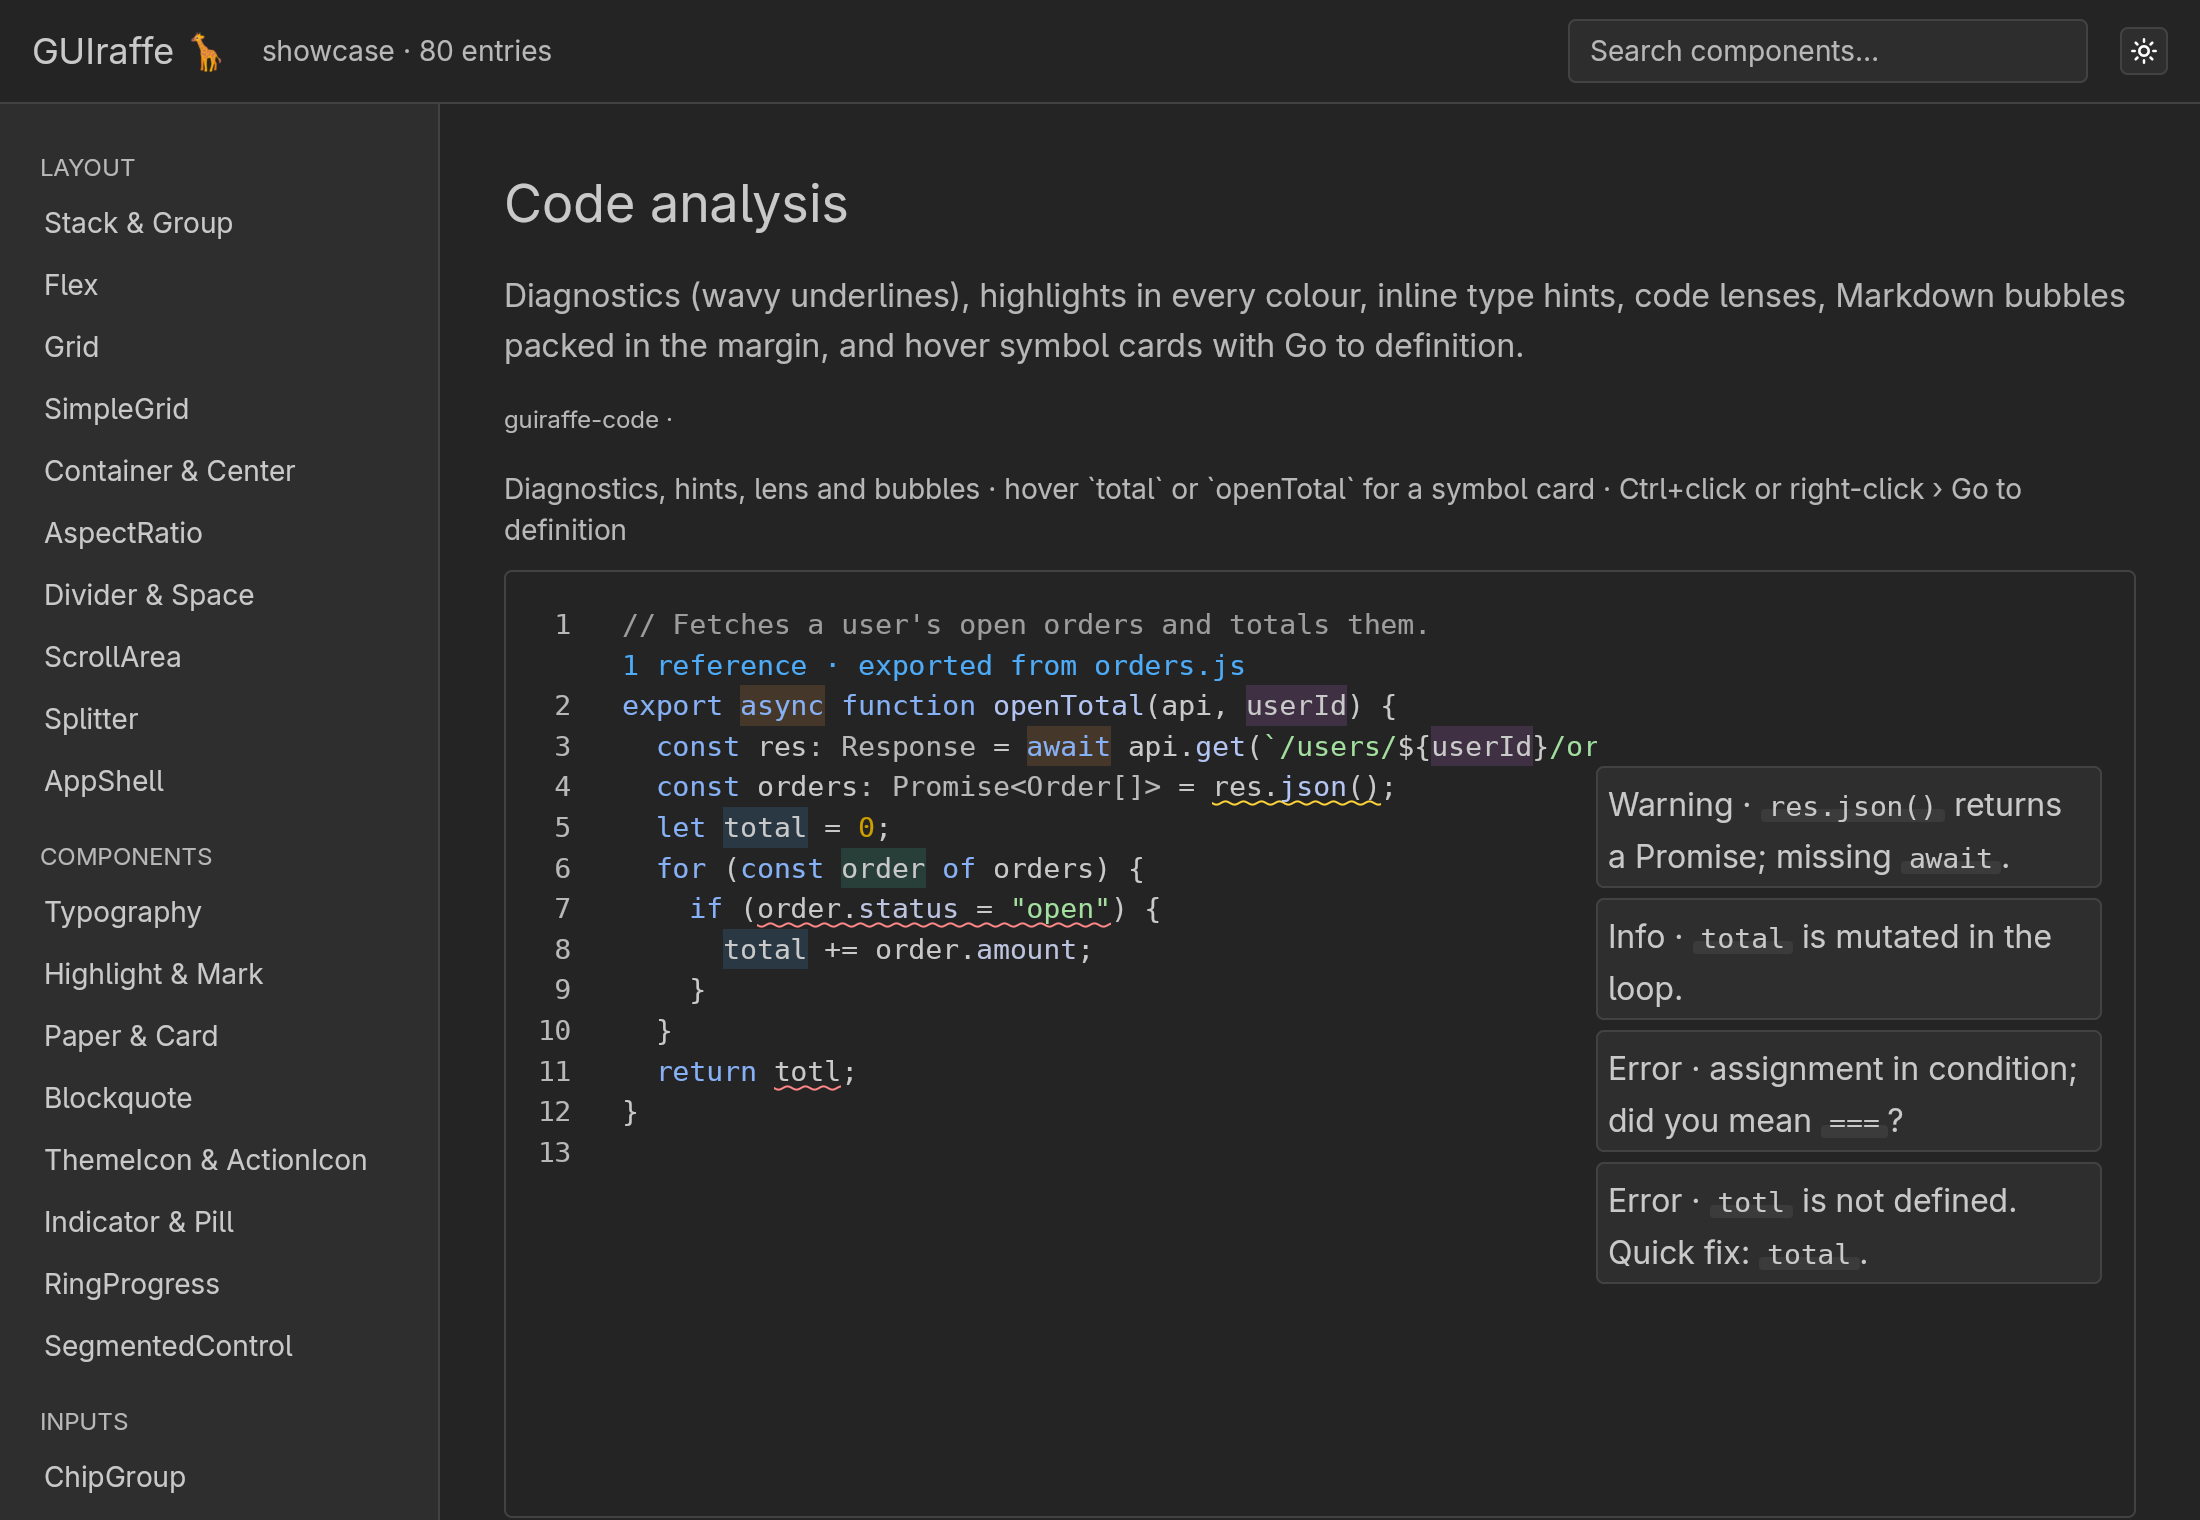 GUIraffe 🦒 showcase · 80 entries
Search components...
LAYOUT
Stack & Group
Flex
Grid
SimpleGrid
Container & Center
AspectRatio
Divider & Space
ScrollArea
Splitter
AppShell
COMPONENTS
Typography
Highlight & Mark
Paper & Card
Blockquote
ThemeIcon & ActionIcon
Indicator & Pill
RingProgress
SegmentedControl
INPUTS
ChipGroup
Code analysis
Diagnostics (wavy underlines), highlights in every colour, inline type hints, code lenses, Markdown bubbles
packed in the margin, and hover symbol cards with Go to definition.
guiraffe-code ·
Diagnostics, hints, lens and bubbles · hover `total` or `openTotal` for a symbol card · Ctrl+click or right-click › Go to
definition
1 // Fetches a user's open orders and totals them.
1 reference · exported from orders.js
2 export async function openTotal(api, userId) {
3   const res: Response = await api.get(`/users/${userId}/or
4   const orders: Promise<Order[]> = res.json();
5   let total = 0;
6   for (const order of orders) {
7     if (order.status = "open") {
8       total += order.amount;
9     }
10   }
11   return totl;
12 }
13
Warning · res.json() returns
a Promise; missing await.
Info · total is mutated in the
loop.
Error · assignment in condition;
did you mean ===?
Error · totl is not defined.
Quick fix: total.